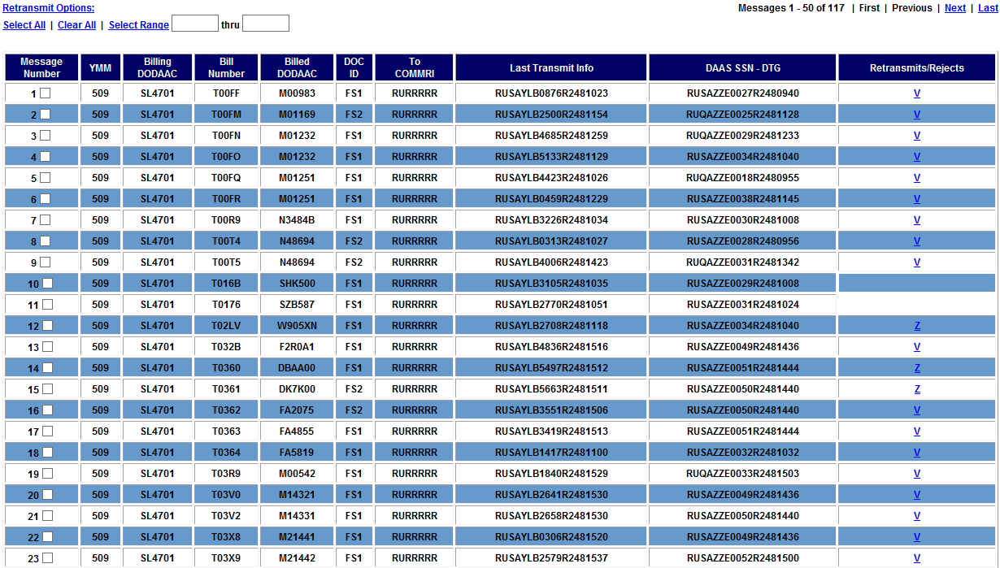 Retransmit Options:
Messages 1 - 50 of 117 | First | Previous | Next | Last
Select All | Clear All | Select Range thru
Message Number YMM Billing DODAAC Bill Number Billed DODAAC DOC ID To COMMRI Last Transmit Info DAAS SSN - DTG Retransmits/Rejects
1 509 SL4701 T00FF M00983 FS1 RURRRRR RUSAYLB0876R2481023 RUSAZZE0027R2480940 V
2 509 SL4701 T00FM M01169 FS2 RURRRRR RUSAYLB2500R2481154 RUQAZZE0025R2481128 V
3 509 SL4701 T00FN M01232 FS1 RURRRRR RUSAYLB4685R2481259 RUQAZZE0029R2481233 V
4 509 SL4701 T00FO M01232 FS1 RURRRRR RUSAYLB5133R2481129 RUSAZZE0034R2481040 V
5 509 SL4701 T00FQ M01251 FS1 RURRRRR RUSAYLB4423R2481026 RUQAZZE0018R2480955 V
6 509 SL4701 T00FR M01251 FS1 RURRRRR RUSAYLB0459R2481229 RUSAZZE0038R2481145 V
7 509 SL4701 T00R9 N3484B FS1 RURRRRR RUSAYLB3226R2481034 RUSAZZE0030R2481008 V
8 509 SL4701 T00T4 N48694 FS2 RURRRRR RUSAYLB0313R2481027 RUSAZZE0028R2480956 V
9 509 SL4701 T00T5 N48694 FS2 RURRRRR RUSAYLB4006R2481423 RUQAZZE0031R2481342 V
10 509 SL4701 T016B SHK500 FS1 RURRRRR RUSAYLB3105R2481035 RUSAZZE0029R2481008
11 509 SL4701 T0176 SZB587 FS1 RURRRRR RUSAYLB2770R2481051 RUSAZZE0031R2481024
12 509 SL4701 T02LV W905XN FS1 RURRRRR RUSAYLB2708R2481118 RUSAZZE0034R2481040 Z
13 509 SL4701 T032B F2R0A1 FS1 RURRRRR RUSAYLB4836R2481516 RUSAZZE0049R2481436 V
14 509 SL4701 T0360 DBAA00 FS1 RURRRRR RUSAYLB5497R2481512 RUSAZZE0051R2481444 Z
15 509 SL4701 T0361 DK7K00 FS2 RURRRRR RUSAYLB5663R2481511 RUSAZZE0050R2481440 Z
16 509 SL4701 T0362 FA2075 FS2 RURRRRR RUSAYLB3551R2481506 RUSAZZE0050R2481440 V
17 509 SL4701 T0363 FA4855 FS1 RURRRRR RUSAYLB3419R2481513 RUSAZZE0051R2481444 V
18 509 SL4701 T0364 FA5819 FS1 RURRRRR RUSAYLB1417R2481100 RUSAZZE0032R2481032 V
19 509 SL4701 T03R9 M00542 FS1 RURRRRR RUSAYLB1840R2481529 RUQAZZE0033R2481503 V
20 509 SL4701 T03V0 M14321 FS1 RURRRRR RUSAYLB2641R2481530 RUSAZZE0049R2481436 V
21 509 SL4701 T03V2 M14331 FS1 RURRRRR RUSAYLB2658R2481530 RUSAZZE0050R2481440 V
22 509 SL4701 T03X8 M21441 FS1 RURRRRR RUSAYLB0306R2481520 RUSAZZE0049R2481436 V
23 509 SL4701 T03X9 M21442 FS1 RURRRRR RUSAYLB2579R2481537 RUSAZZE0052R2481500 V